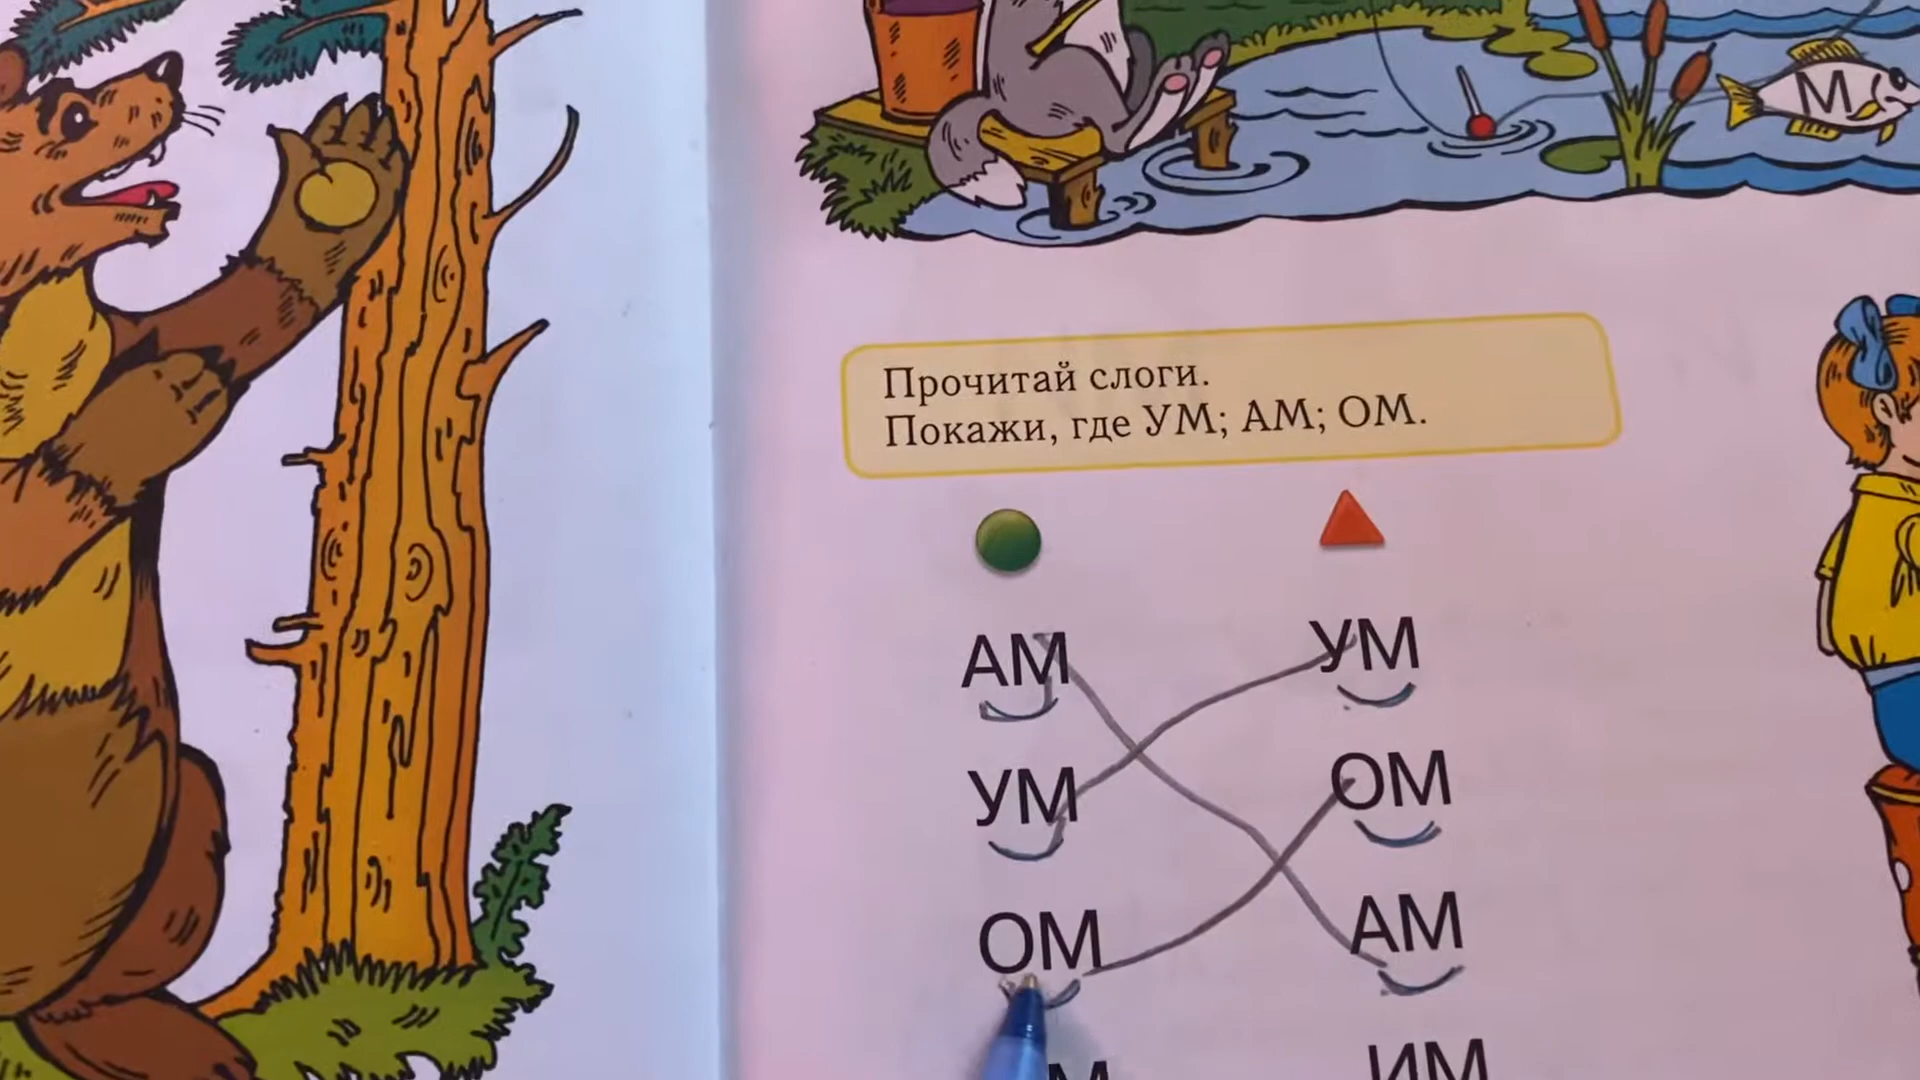 М
Прочитай слоги.
Покажи, где УМ; АМ; ОМ.
АМ УМ
УМ ОМ
ОМ АМ
ИМ